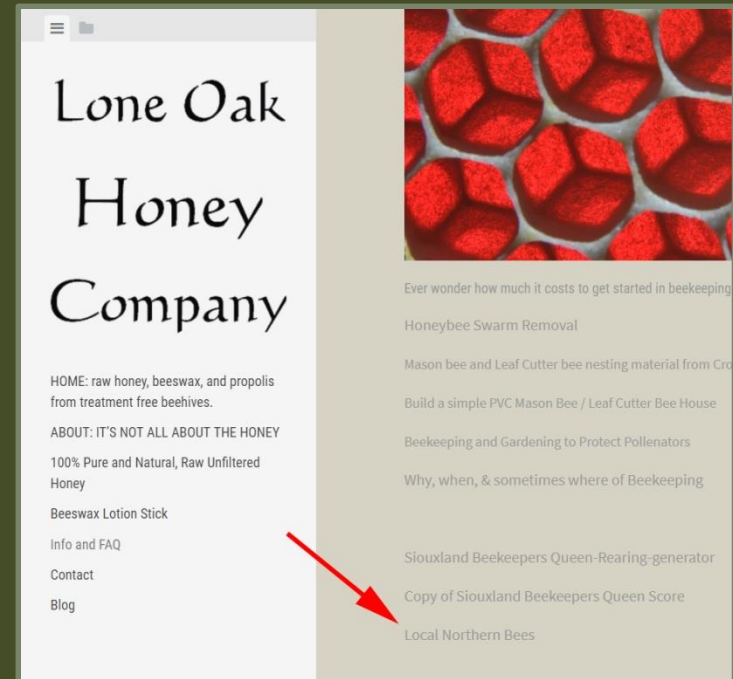 Lone Oak
Honey
Company
HOME: raw honey, beeswax, and propolis
from treatment free beehives.
ABOUT: IT'S NOT ALL ABOUT THE HONEY
100% Pure and Natural, Raw Unfiltered
Honey
Beeswax Lotion Stick
Info and FAQ
Contact
Blog
Ever wonder how much it costs to get started in beekeeping
Honeybee Swarm Removal
Mason bee and Leaf Cutter bee nesting material from
Build a simple PVC Mason Bee / Leaf Cutter Bee House
Beekeeping and Gardening to Protect Pollenators
Why, when, & sometimes where of Beekeeping
Siouxland Beekeepers Queen-Rearing-generator
Copy of Siouxland Beekeepers Queen Score
Local Northern Bees